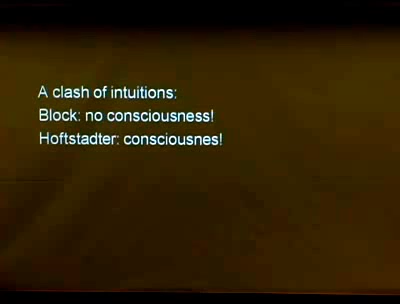 A clash of intuitions:
Block: no consciousness!
Hoftstadter: consciousnes!